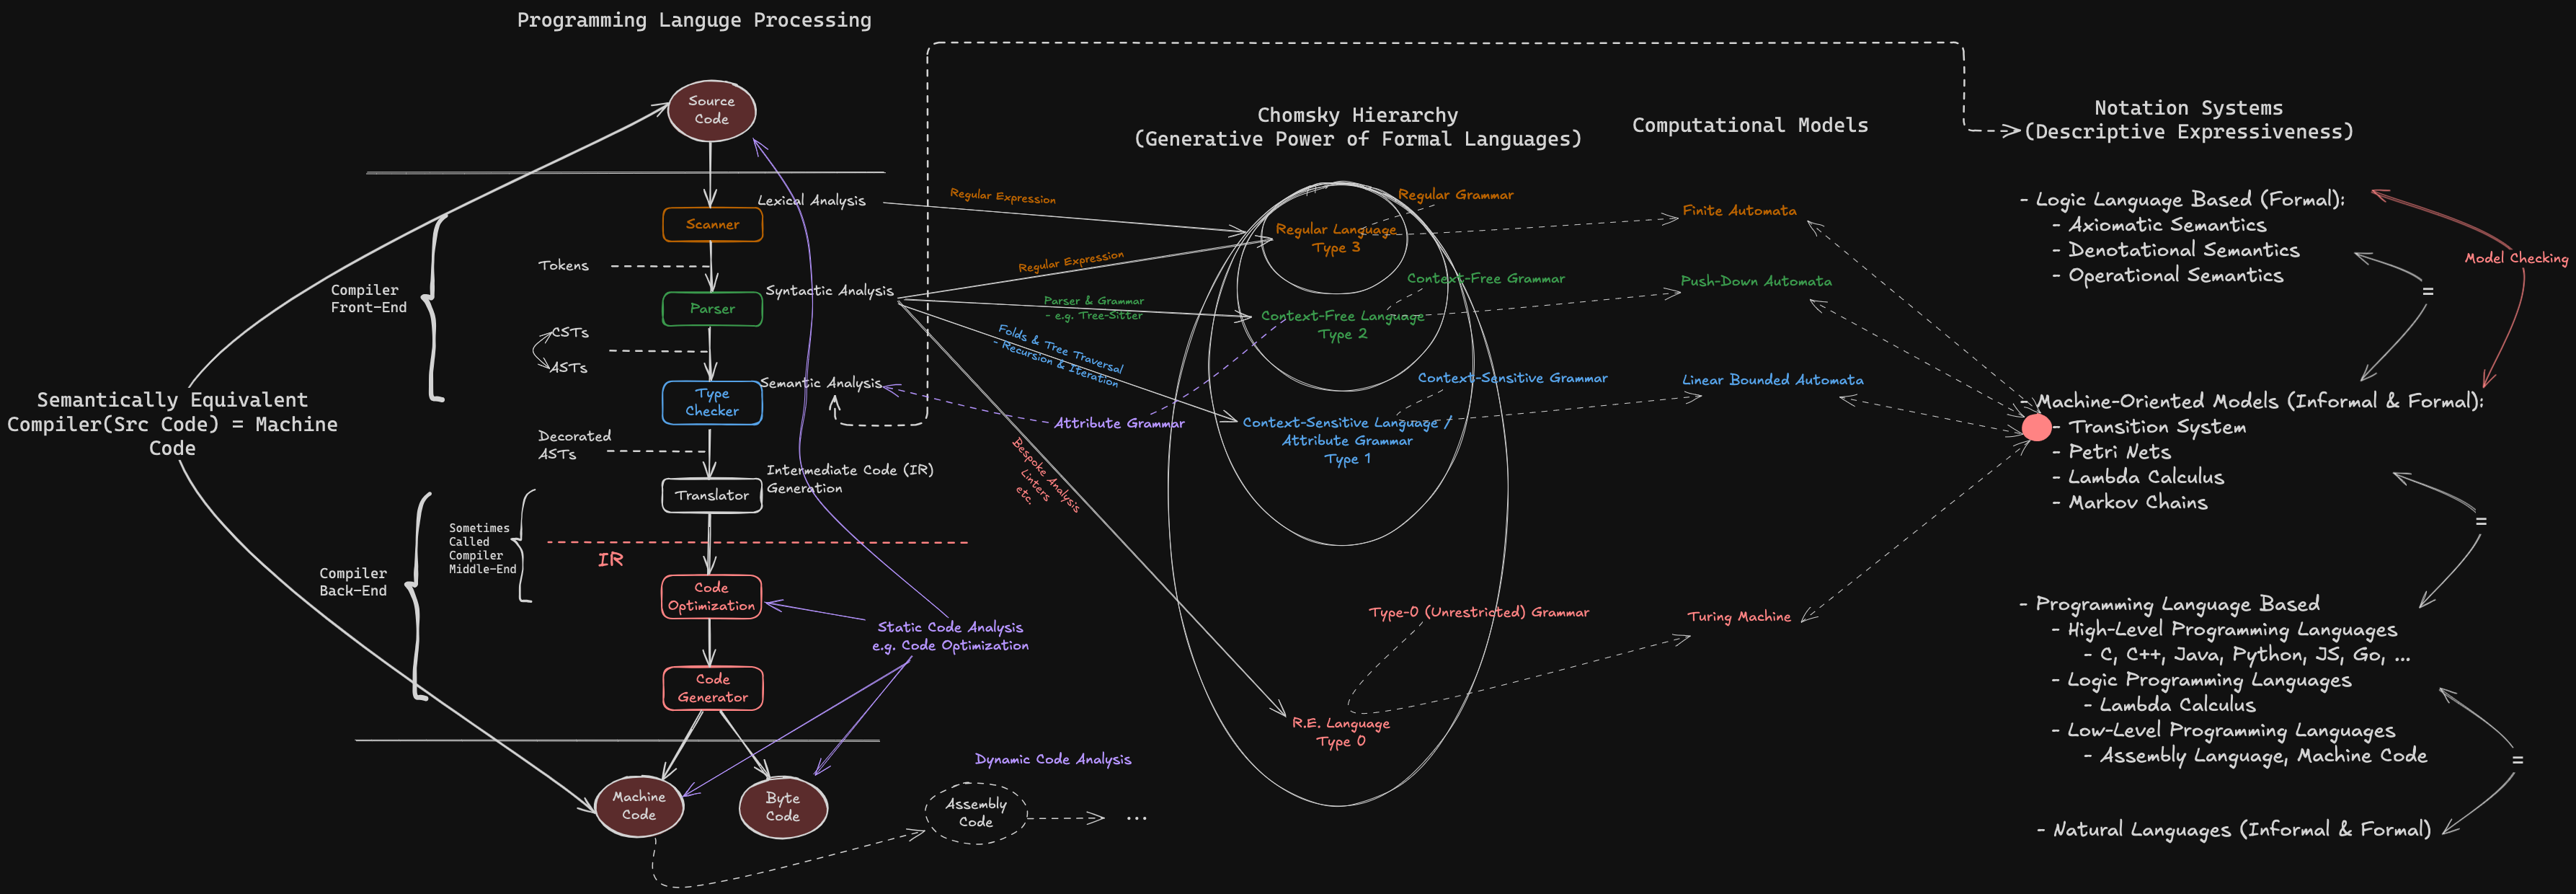 Programming Languge Processing
Source
Code
Lexical Analysis
Scanner
Tokens
Syntactic Analysis
Parser
Compiler
Front-End
CSTs
ASTs
Semantic Analysis
Type
Checker
Semantically Equivalent
Compiler(Src Code) = Machine
Code
Decorated
ASTs
Intermediate Code (IR)
Generation
Translator
Sometimes
Called
Compiler
Middle-End
IR
Compiler
Back-End
Code
Optimization
Static Code Analysis
e.g. Code Optimization
Code
Generator
Machine
Code
Byte
Code
Dynamic Code Analysis
Assembly
Code
...
Regular Expression
Regular Expression
Parser & Grammar
- e.g. Tree-Sitter
Folds & Tree Traversal
- Recursion & Iteration
Attribute Grammar
Bespoke Analysis
Linters
etc.
Chomsky Hierarchy
(Generative Power of Formal Languages)
Regular Grammar
Regular Language
Type 3
Context-Free Grammar
Context-Free Language
Type 2
Context-Sensitive Grammar
Context-Sensitive Language /
Attribute Grammar
Type 1
Type-0 (Unrestricted) Grammar
R.E. Language
Type 0
Computational Models
Finite Automata
Push-Down Automata
Linear Bounded Automata
Turing Machine
Notation Systems
(Descriptive Expressiveness)
- Logic Language Based (Formal):
- Axiomatic Semantics
- Denotational Semantics
- Operational Semantics
Model Checking
=
- Machine-Oriented Models (Informal & Formal):
- Transition System
- Petri Nets
- Lambda Calculus
- Markov Chains
=
- Programming Language Based
- High-Level Programming Languages
- C, C++, Java, Python, JS, Go, ...
- Logic Programming Languages
- Lambda Calculus
- Low-Level Programming Languages
- Assembly Language, Machine Code
=
- Natural Languages (Informal & Formal)